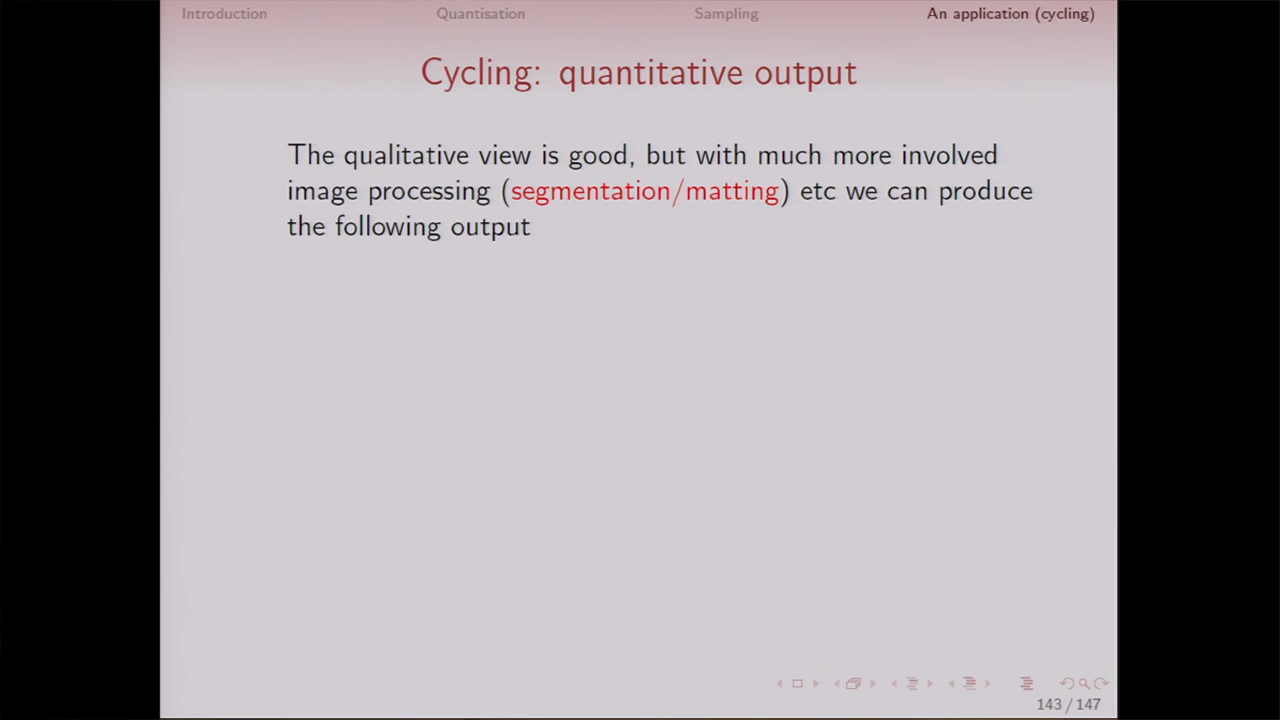 Introduction Quantisation Sampling An application (cycling)
Cycling: quantitative output
The qualitative view is good, but with much more involved
image processing (segmentation/matting) etc we can produce
the following output
143 / 147